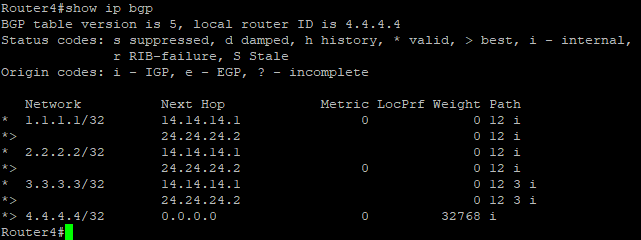 Router4#show ip bgp
BGP table version is 5, local router ID is 4.4.4.4
Status codes: s suppressed, d damped, h history, * valid, > best, i - internal,
              r RIB-failure, S Stale
Origin codes: i - IGP, e - EGP, ? - incomplete

   Network          Next Hop            Metric LocPrf Weight Path
*  1.1.1.1/32       14.14.14.1               0             0 12 i
*>                  24.24.24.2                             0 12 i
*  2.2.2.2/32       14.14.14.1                             0 12 i
*>                  24.24.24.2               0             0 12 i
*  3.3.3.3/32       14.14.14.1                             0 12 3 i
*>                  24.24.24.2                             0 12 3 i
*> 4.4.4.4/32       0.0.0.0                  0         32768 i
Router4#